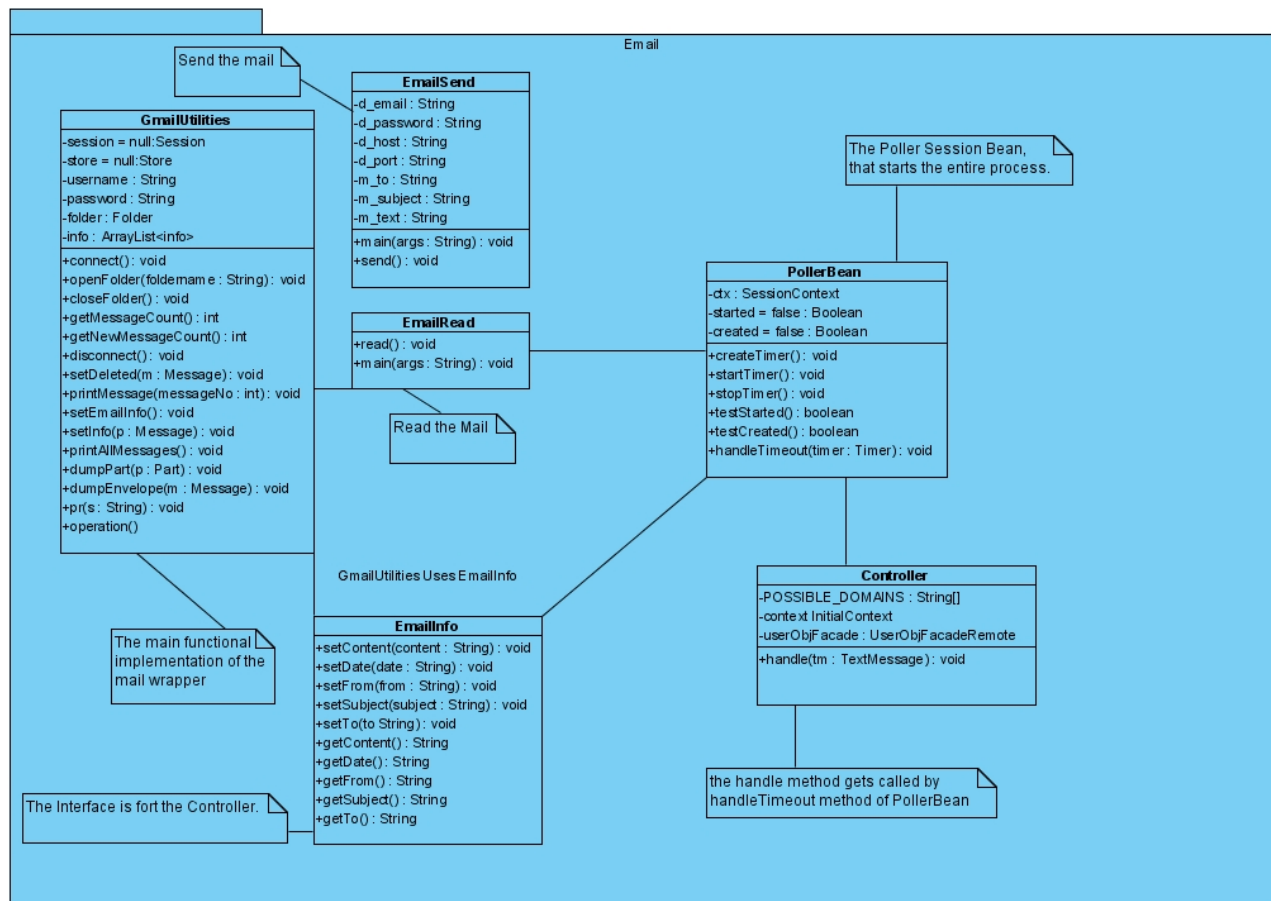 Email
Send the mail
EmailSend
-d_email : String
-d_password : String
-d_host : String
-d_port : String
-m_to : String
-m_subject : String
-m_text : String
+main(args : String) : void
+send() : void
GmailUtilities
-session = null:Session
-store = null:Store
-username : String
-password : String
-folder : Folder
-info : ArrayList<info>
+connect() : void
+openFolder(foldername : String) : void
+closeFolder() : void
+getMessageCount() : int
+getNewMessageCount() : int
+disconnect() : void
+setDeleted(m : Message) : void
+printMessage(messageNo : int) : void
+setEmailInfo() : void
+setInfo(p : Message) : void
+printAllMessages() : void
+dumpPart(p : Part) : void
+dumpEnvelope(m : Message) : void
+pr(s : String) : void
+operation()
The Poller Session Bean,
that starts the entire process.
EmailRead
+read() : void
+main(args : String) : void
Read the Mail
PollerBean
-ctx : SessionContext
-started = false : Boolean
-created = false : Boolean
+createTimer() : void
+startTimer() : void
+stopTimer() : void
+testStarted() : boolean
+testCreated() : boolean
+handleTimeout(timer : Timer) : void
GmailUtilities Uses EmailInfo
The main functional
implementation of the
mail wrapper
EmailInfo
+setContent(content : String) : void
+setDate(date : String) : void
+setFrom(from : String) : void
+setSubject(subject : String) : void
+setTo(to String) : void
+getContent() : String
+getDate() : String
+getFrom() : String
+getSubject() : String
+getTo() : String
Controller
-POSSIBLE_DOMAINS : String[]
-context InitialContext
-userObjFacade : UserObjFacadeRemote
+handle(tm : TextMessage) : void
The Interface is fort the Controller.
the handle method gets called by
handleTimeout method of PollerBean